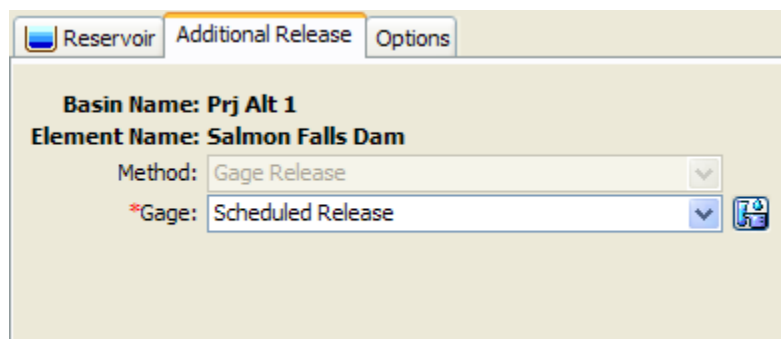 Reservoir Additional Release Options
Basin Name: Prj Alt 1
Element Name: Salmon Falls Dam
Method: Gage Release
*Gage: Scheduled Release